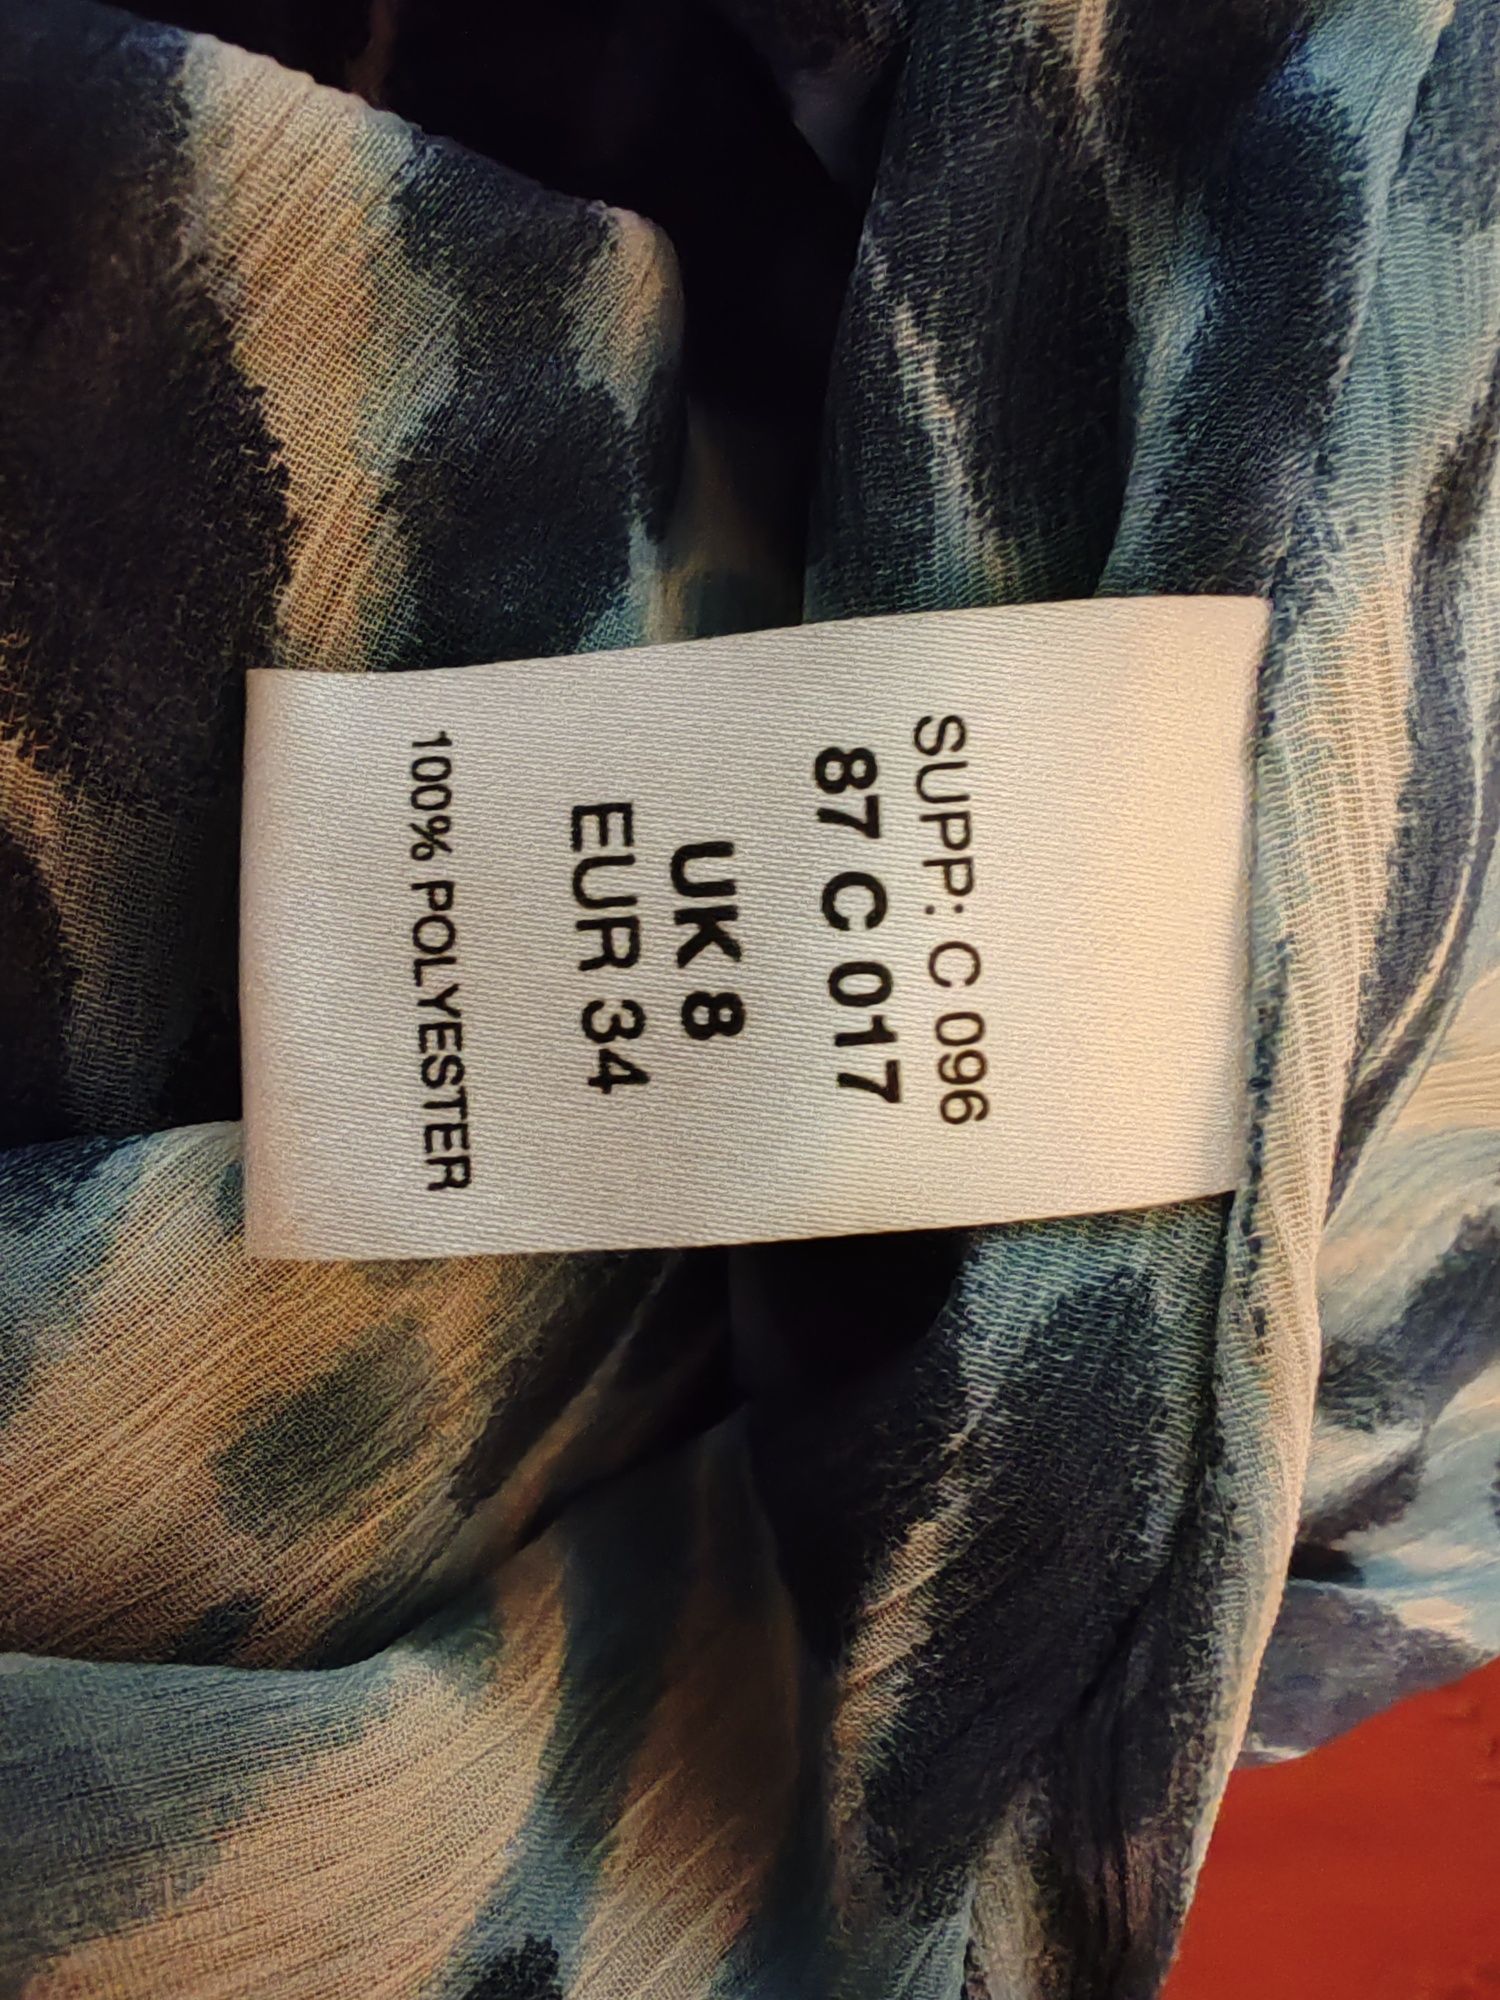 SUPP: C 096
87 C 017
UK 8
EUR 34
100% POLYESTER